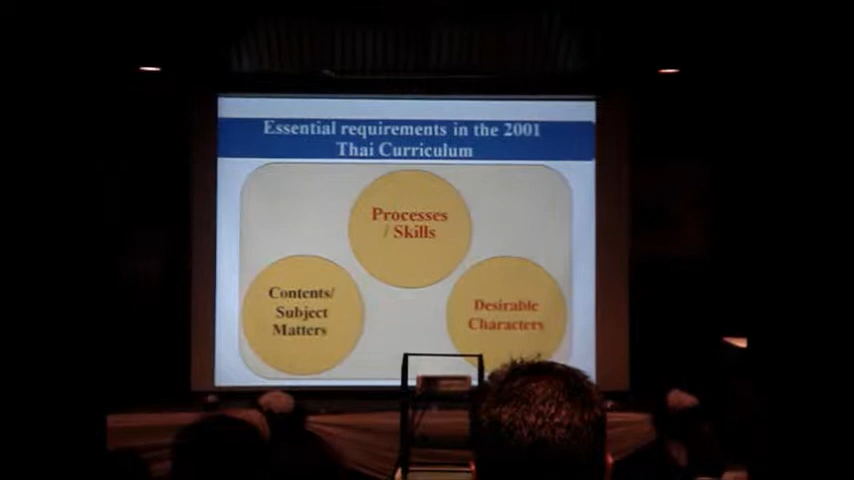 Essential requirements in the 2001
Thai Curriculum
Processes
/ Skills
Contents/
Subject
Matters
Desirable
Characters